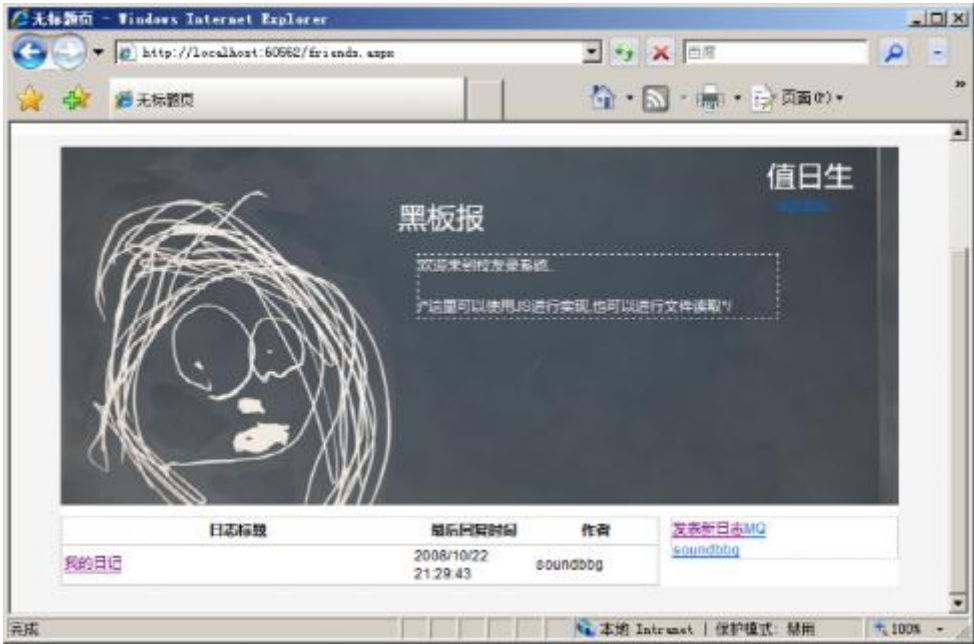 无标题页 - Windows Internet Explorer
http://localhost:60562/friends.aspx
百度
无标题页
页面(P)
值日生
黑板报
欢迎来到校友录系统...
/*这里可以使用JS进行实现,也可以进行文件读取*/
日志标题 最后回复时间 作者
我的日记 2008/10/22 21:29:43 soundbbg
发表新日志MQ
soundbbg
完成 本地 Intranet | 保护模式: 禁用 100%